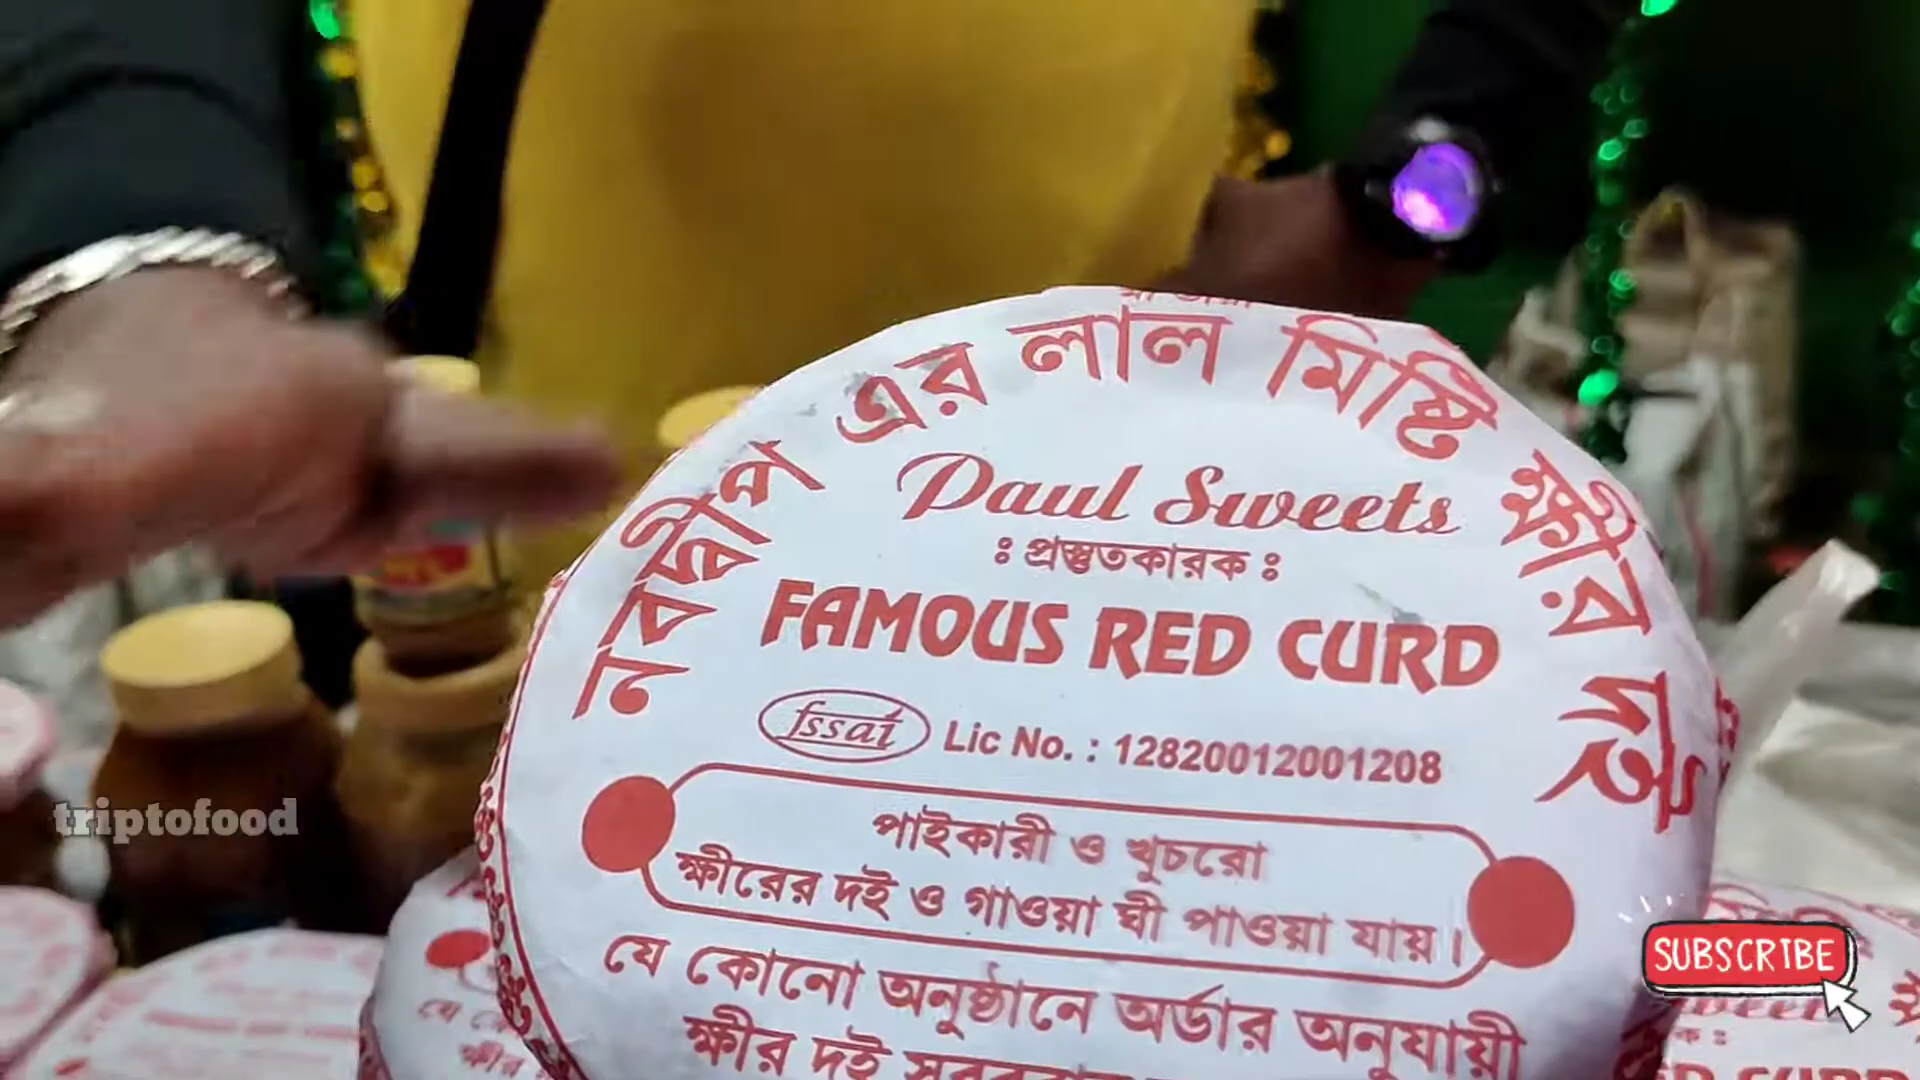 নবদ্বীপ এর লাল মিষ্টি ক্ষীর দই
Paul Sweets
: প্রস্তুতকারক :
FAMOUS RED CURD
fssai Lic No. : 12820012001208
পাইকারী ও খুচরো
ক্ষীরের দই ও গাওয়া ঘী পাওয়া যায়।
যে কোনো অনুষ্ঠানে অর্ডার অনুযায়ী
ক্ষীর দই
triptofood
SUBSCRIBE